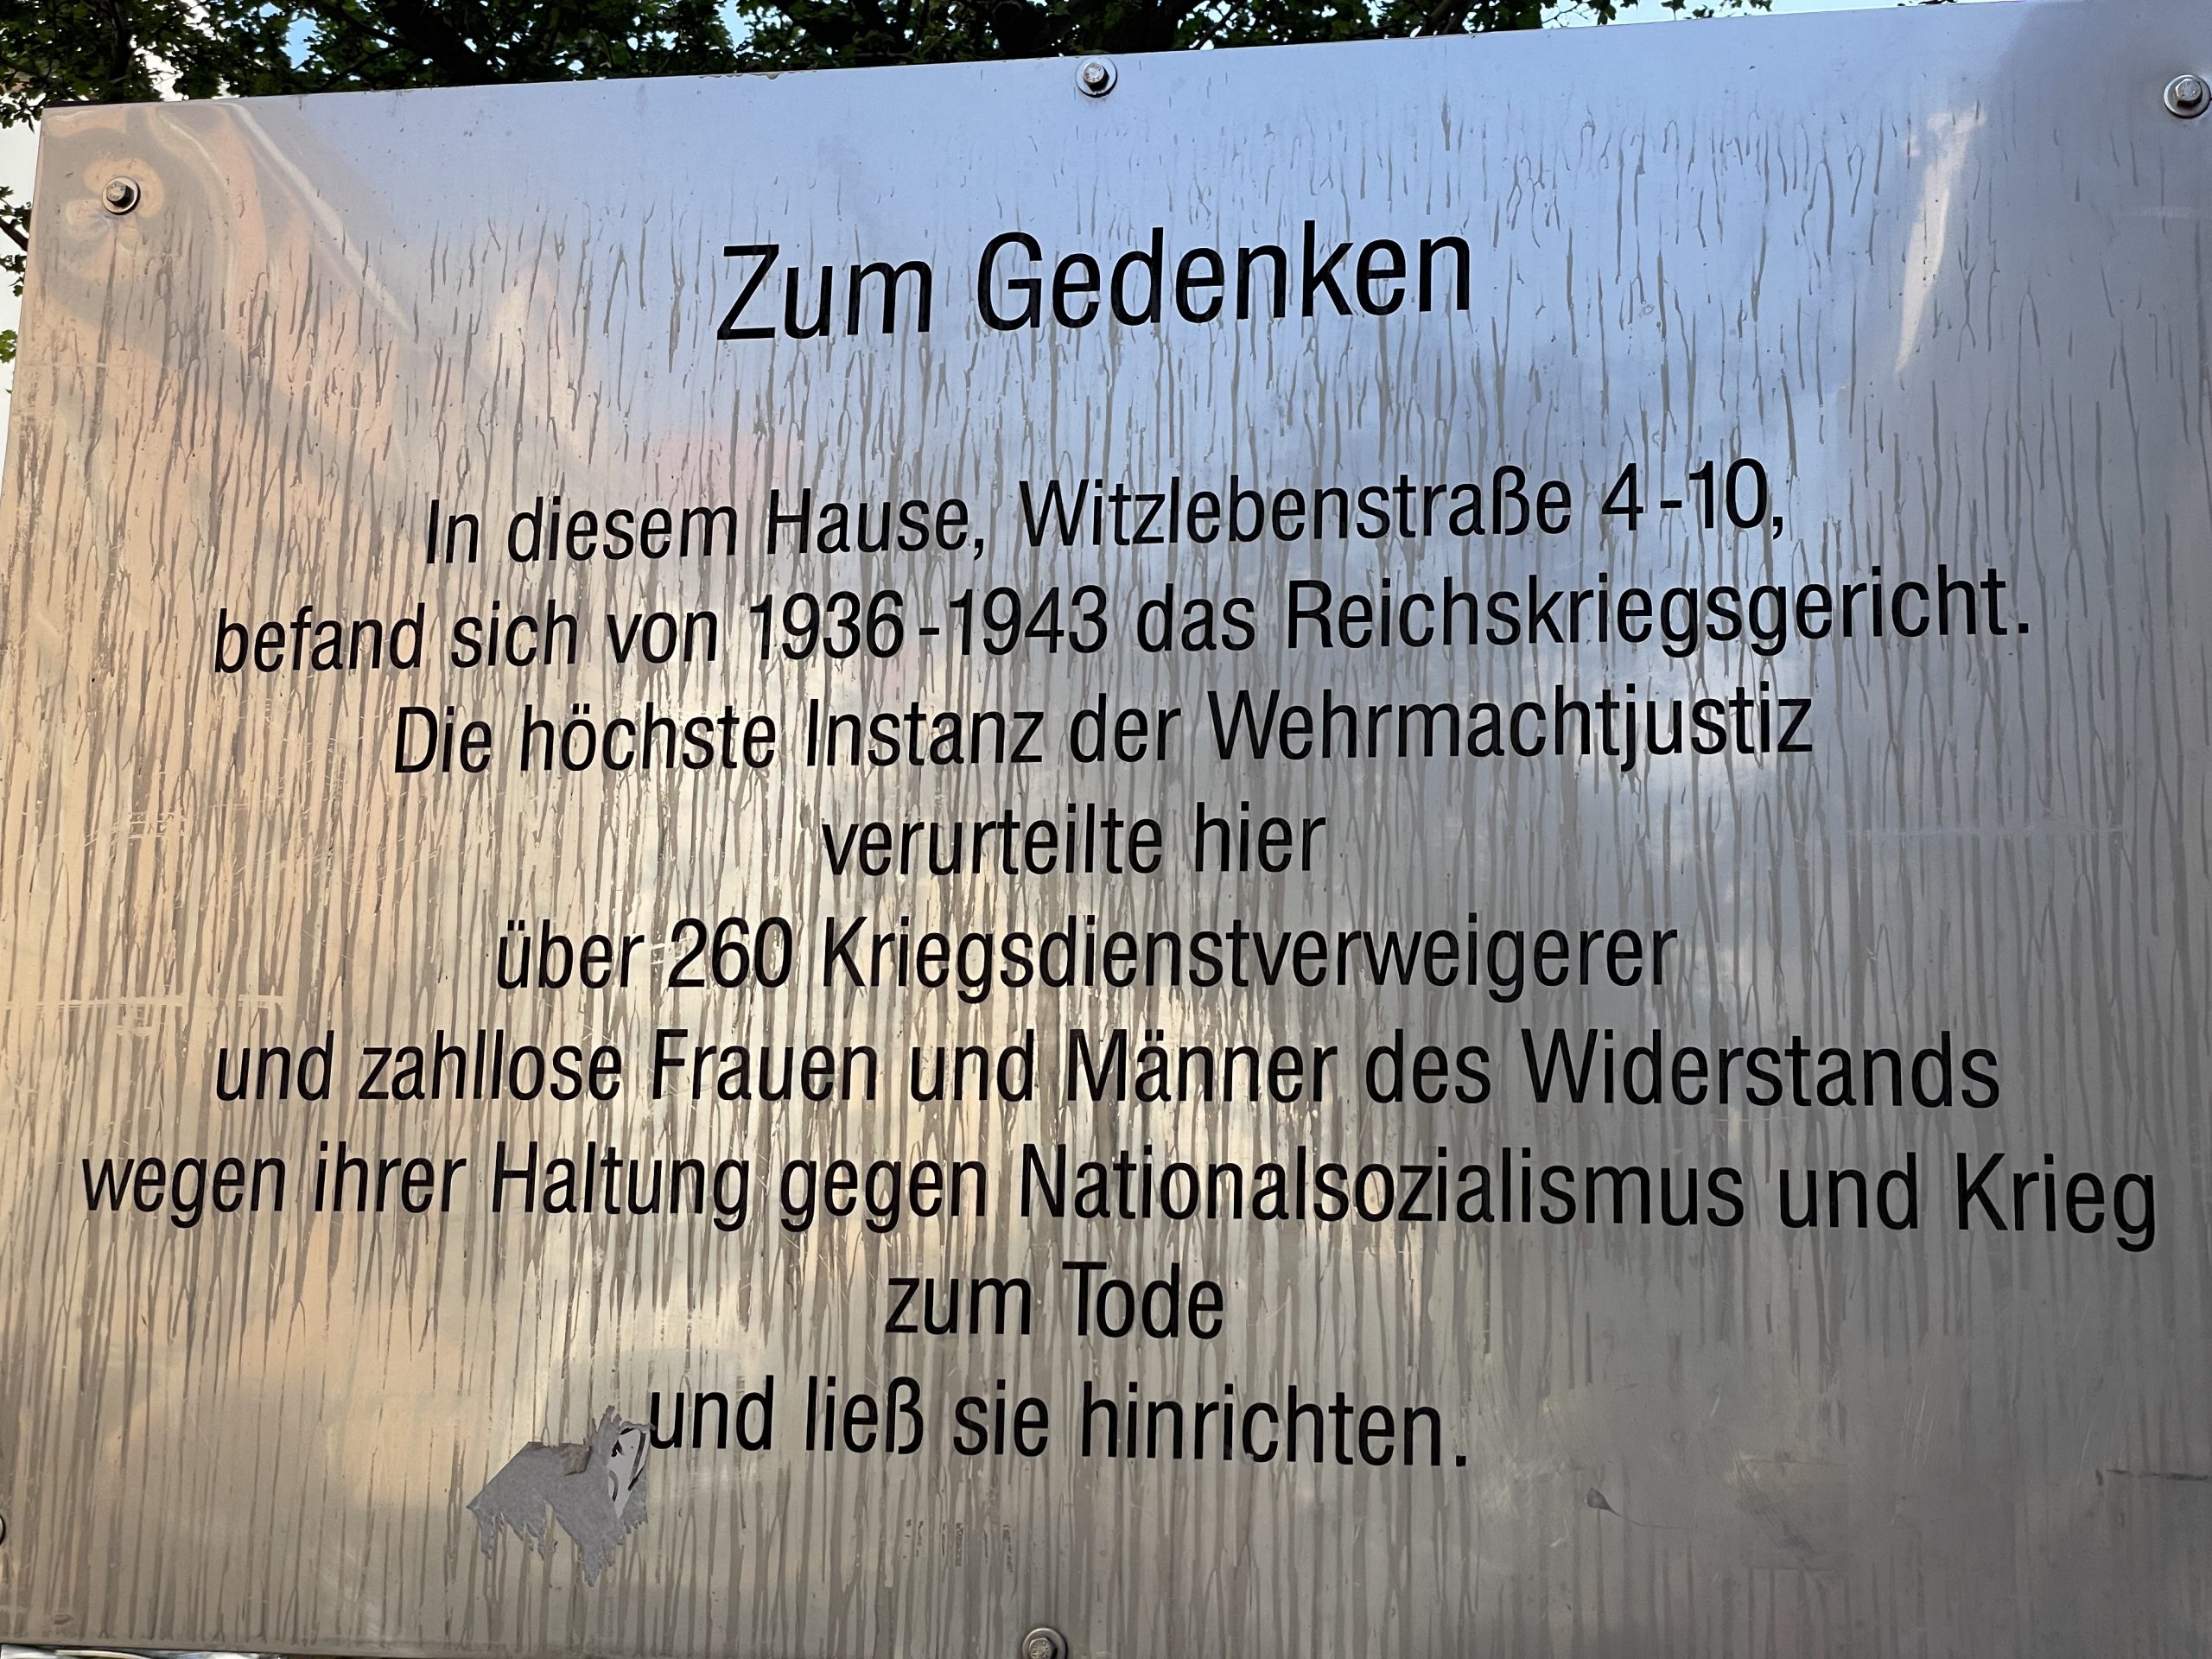 Zum Gedenken
In diesem Hause, Witzlebenstraße 4-10,
befand sich von 1936-1943 das Reichskriegsgericht.
Die höchste Instanz der Wehrmachtjustiz
verurteilte hier
über 260 Kriegsdienstverweigerer
und zahllose Frauen und Männer des Widerstands
wegen ihrer Haltung gegen Nationalsozialismus und Krieg
zum Tode
und ließ sie hinrichten.